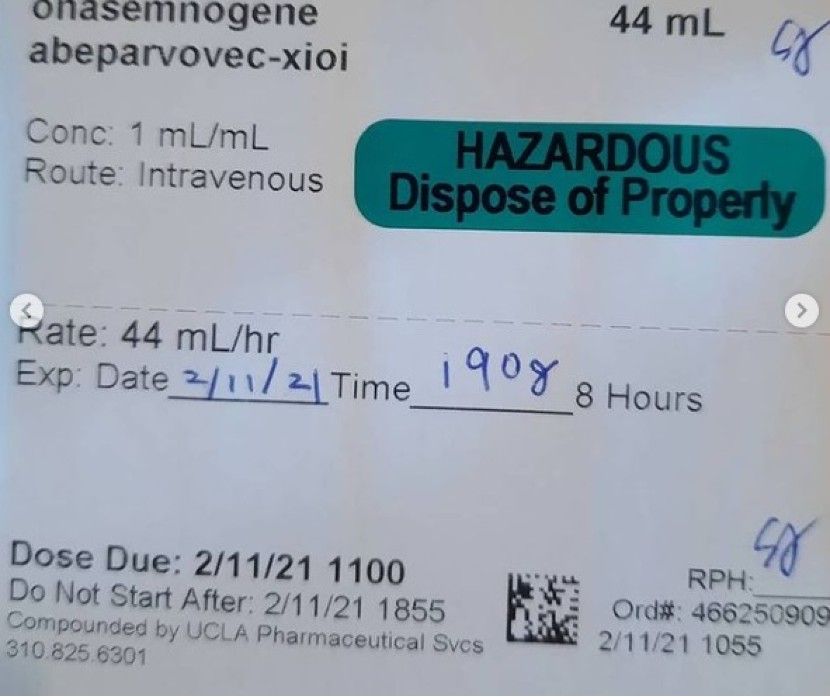 onasemnogene 44 mL
abeparvovec-xioi
Conc: 1 mL/mL
Route: Intravenous
HAZARDOUS
Dispose of Properly
Rate: 44 mL/hr
Exp: Date 2/11/21 Time 1908 8 Hours
Dose Due: 2/11/21 1100
Do Not Start After: 2/11/21 1855
Compounded by UCLA Pharmaceutical Svcs
310.825.6301
RPH:
Ord#: 466250909
2/11/21 1055